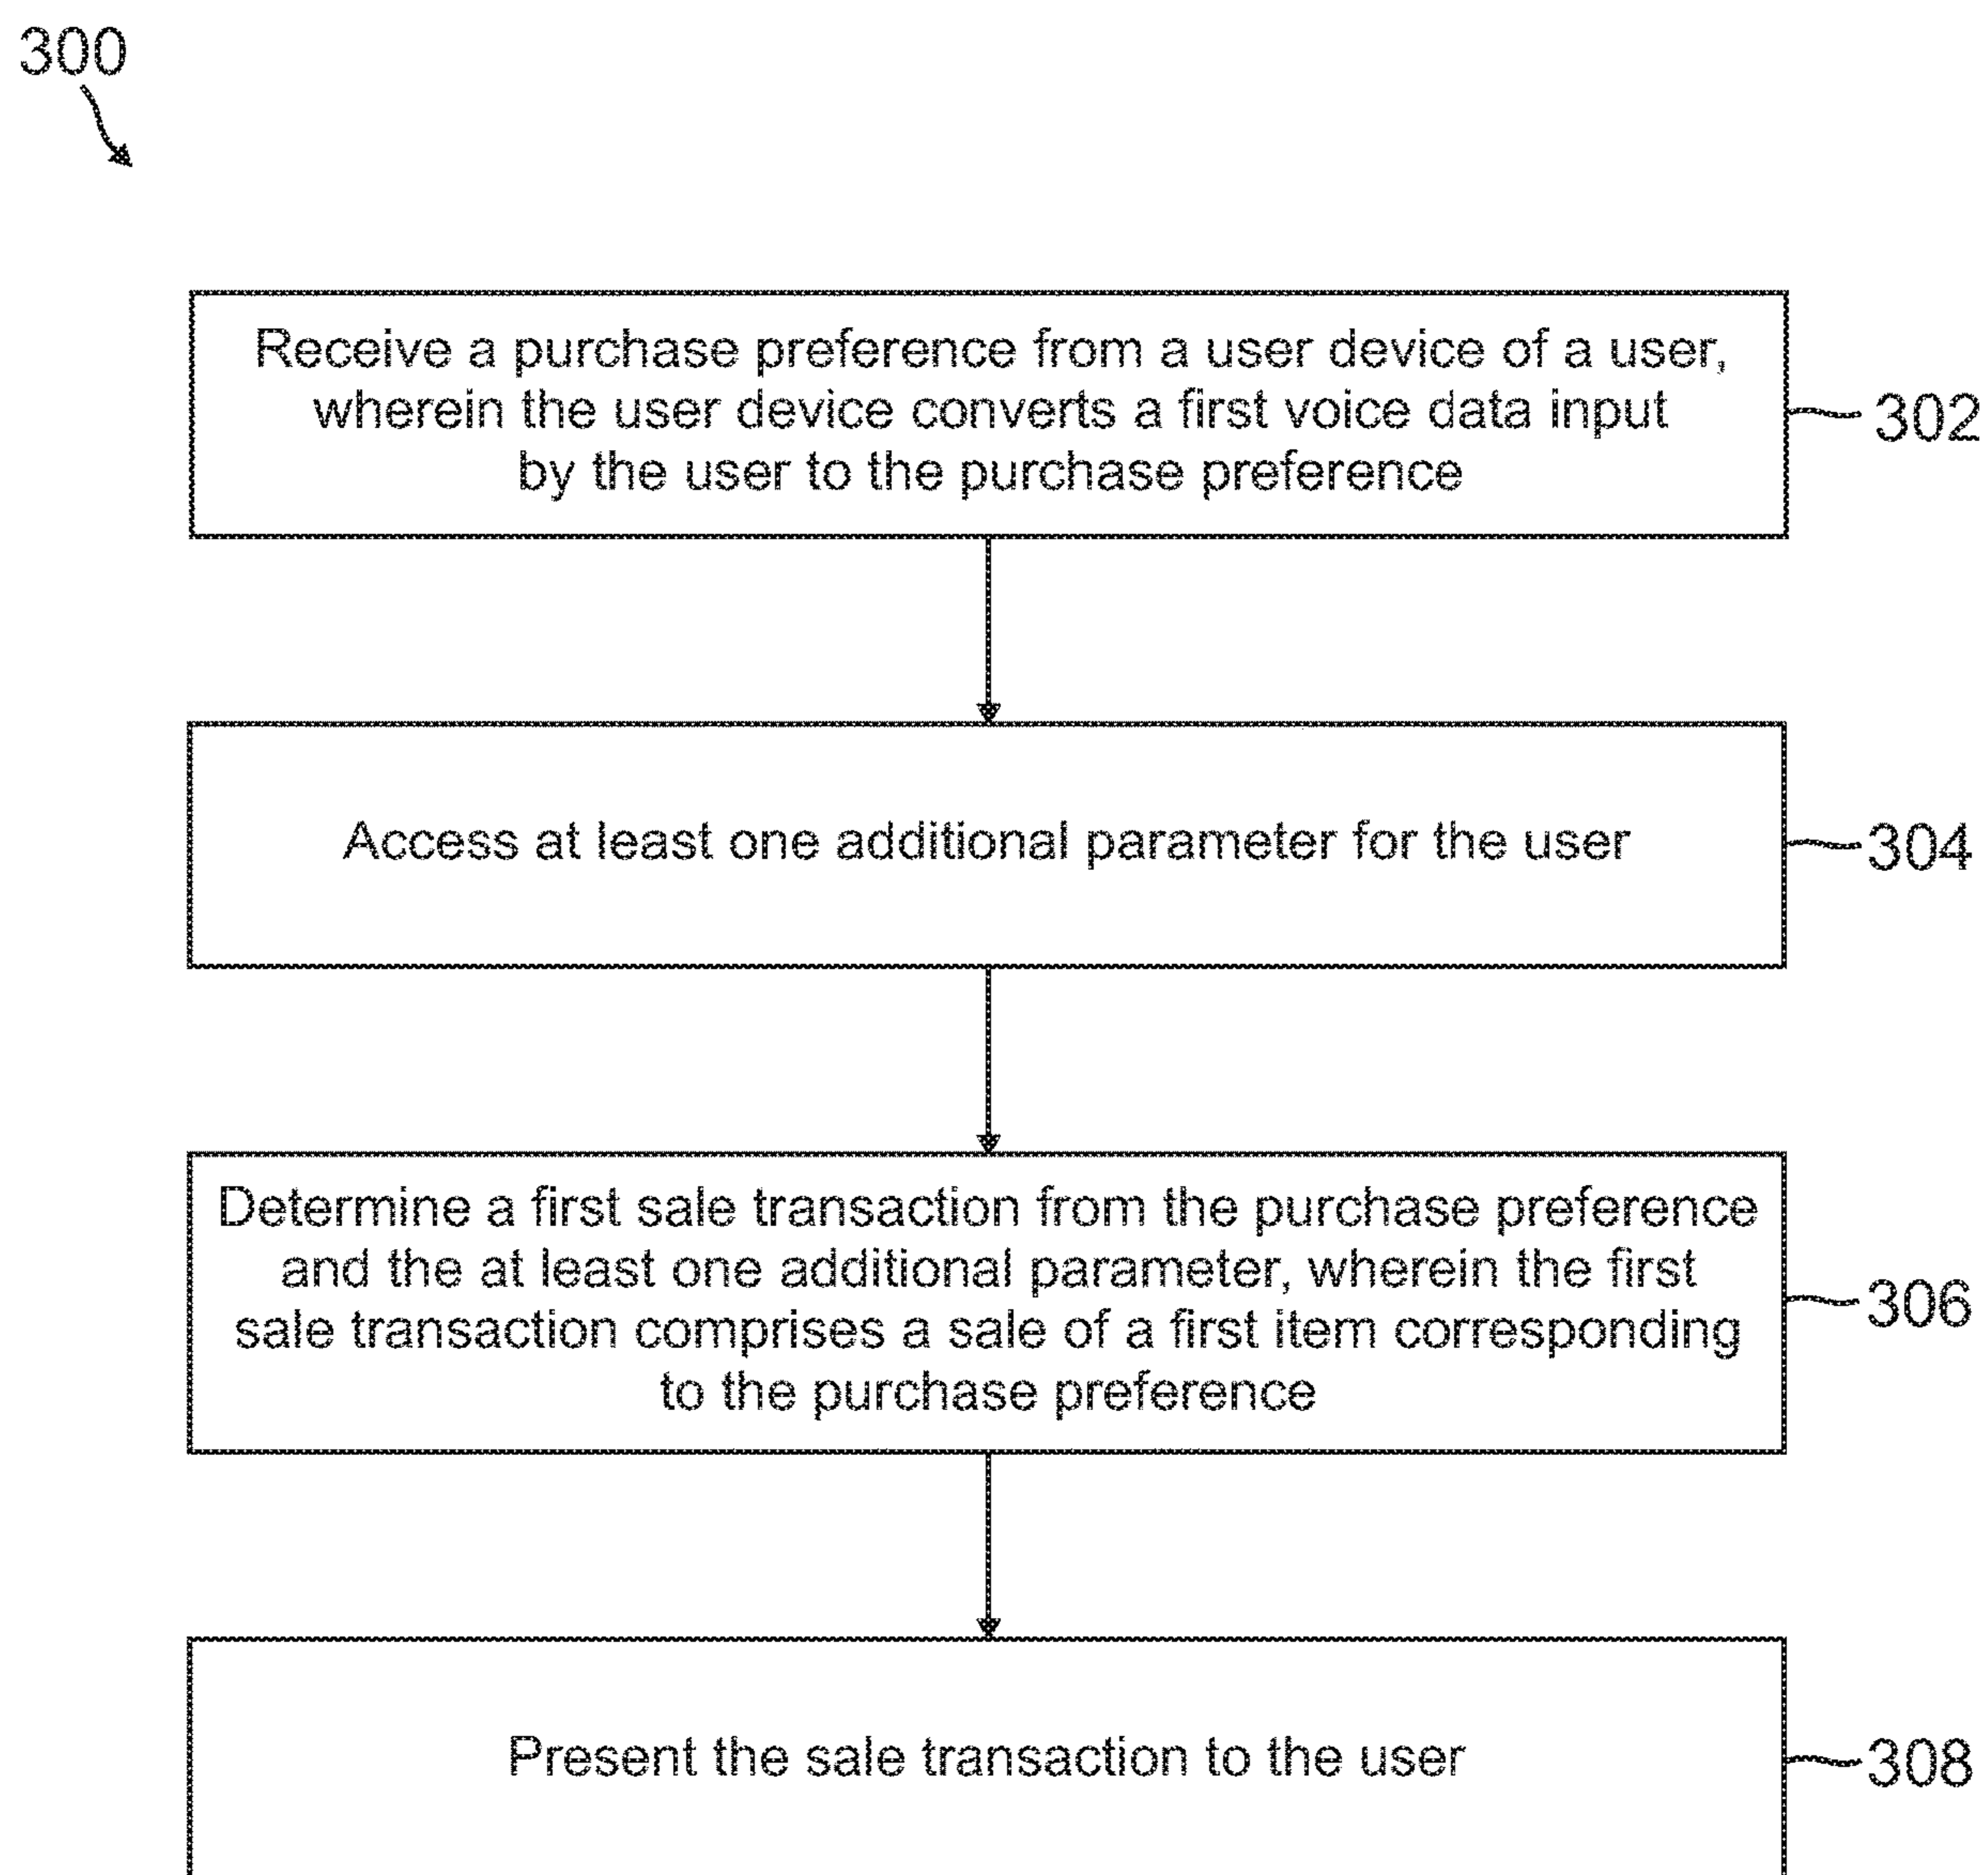 300
Receive a purchase preference from a user device of a user,
wherein the user device converts a first voice data input
by the user to the purchase preference
302
Access at least one additional parameter for the user
304
Determine a first sale transaction from the purchase preference
and the at least one additional parameter, wherein the first
sale transaction comprises a sale of a first item corresponding
to the purchase preference
306
Present the sale transaction to the user
308